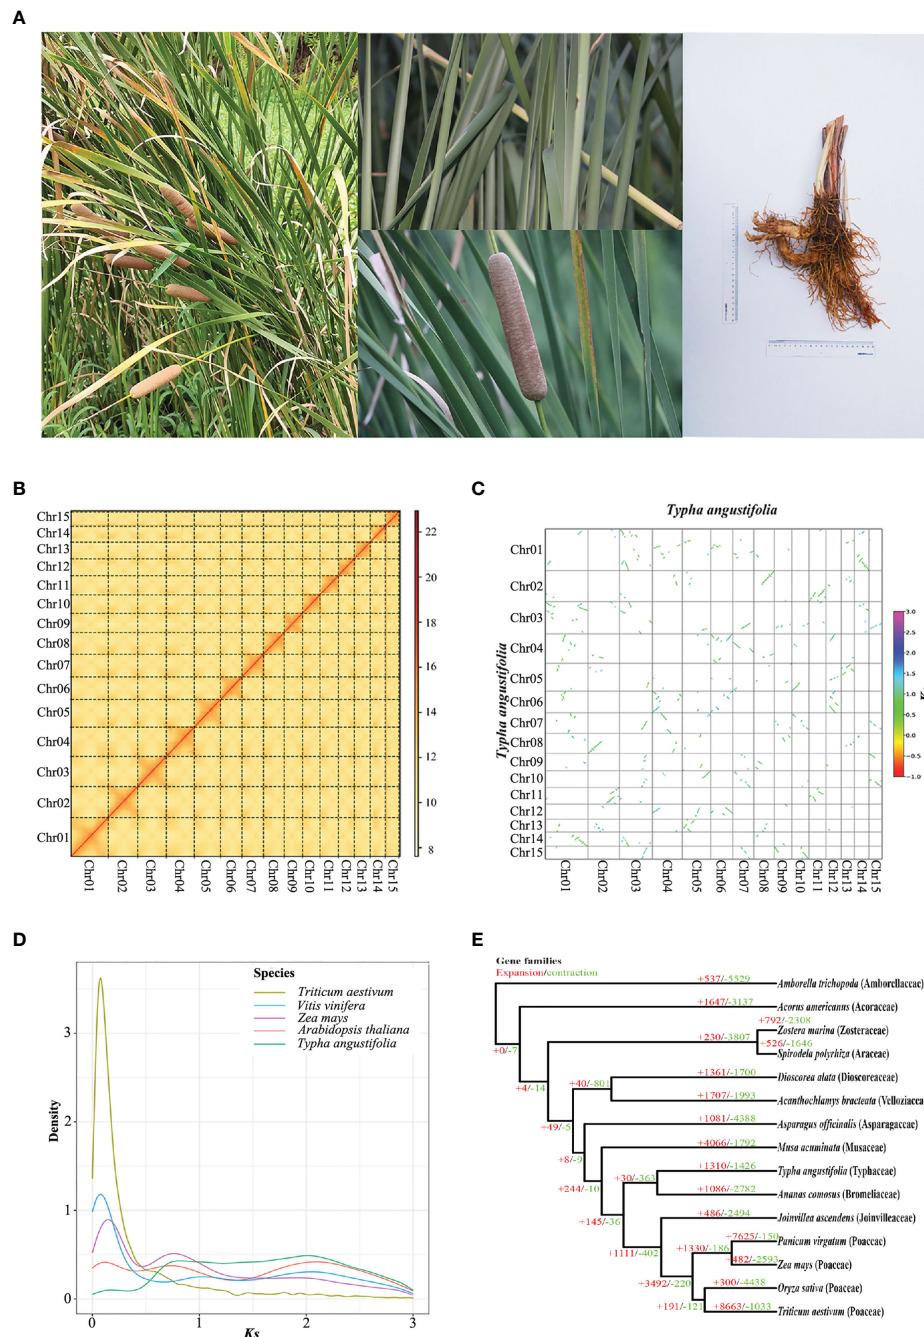 A
B
Chr15
Chr14
Chr13
Chr12
Chr11
Chr10
Chr09
Chr08
Chr07
Chr06
Chr05
Chr04
Chr03
Chr02
Chr01
Chr01
Chr02
Chr03
Chr04
Chr05
Chr06
Chr07
Chr08
Chr09
Chr10
Chr11
Chr12
Chr13
Chr14
Chr15
22
20
18
16
14
12
10
8
C
Typha angustifolia
Typha angustifolia
Chr01
Chr02
Chr03
Chr04
Chr05
Chr06
Chr07
Chr08
Chr09
Chr10
Chr11
Chr12
Chr13
Chr14
Chr15
Chr01
Chr02
Chr03
Chr04
Chr05
Chr06
Chr07
Chr08
Chr09
Chr10
Chr11
Chr12
Chr13
Chr14
Chr15
3.0
2.5
2.0
1.5
1.0
0.5
0.0
−0.5
−1.0
D
Species
Triticum aestivum
Vitis vinifera
Zea mays
Arabidopsis thaliana
Typha angustifolia
Density
3
2
1
0
0
1
2
3
Ks
E
Gene families
Expansion/contraction
+537/-5529
Amborella trichopoda (Amborellaceae)
+1647/-3137
Acorus americanus (Acoraceae)
+792/-2308
+230/-3807
Zostera marina (Zosteraceae)
+526/-1646
+0/-7
Spirodela polyrhiza (Araceae)
+1361/-1700
Dioscorea alata (Dioscoreaceae)
+4/-14
+40/-801
+1707/-1993
Acanthochlamys bracteata (Velloziacca
+49/-5
+1081/-4388
Asparagus officinalis (Asparagaceae)
+8/-9
+4066/-1792
Musa acuminata (Musaceae)
+30/-363
+1310/-1426
Typha angustifolia (Typhaceae)
+244/-10
+1086/-2782
Ananas comosus (Bromeliaceae)
+145/-36
+486/-2494
Joinvillea ascendens (Joinvilleaceae)
+1111/-402
+7625/-150
+1330/-186
Panicum virgatum (Poaceae)
+482/-2593
Zea mays (Poaceae)
+3492/-220
+300/-4438
Oryza sativa (Poaceae)
+191/-121
+8663/-1033
Triticum aestivum (Poaceae)